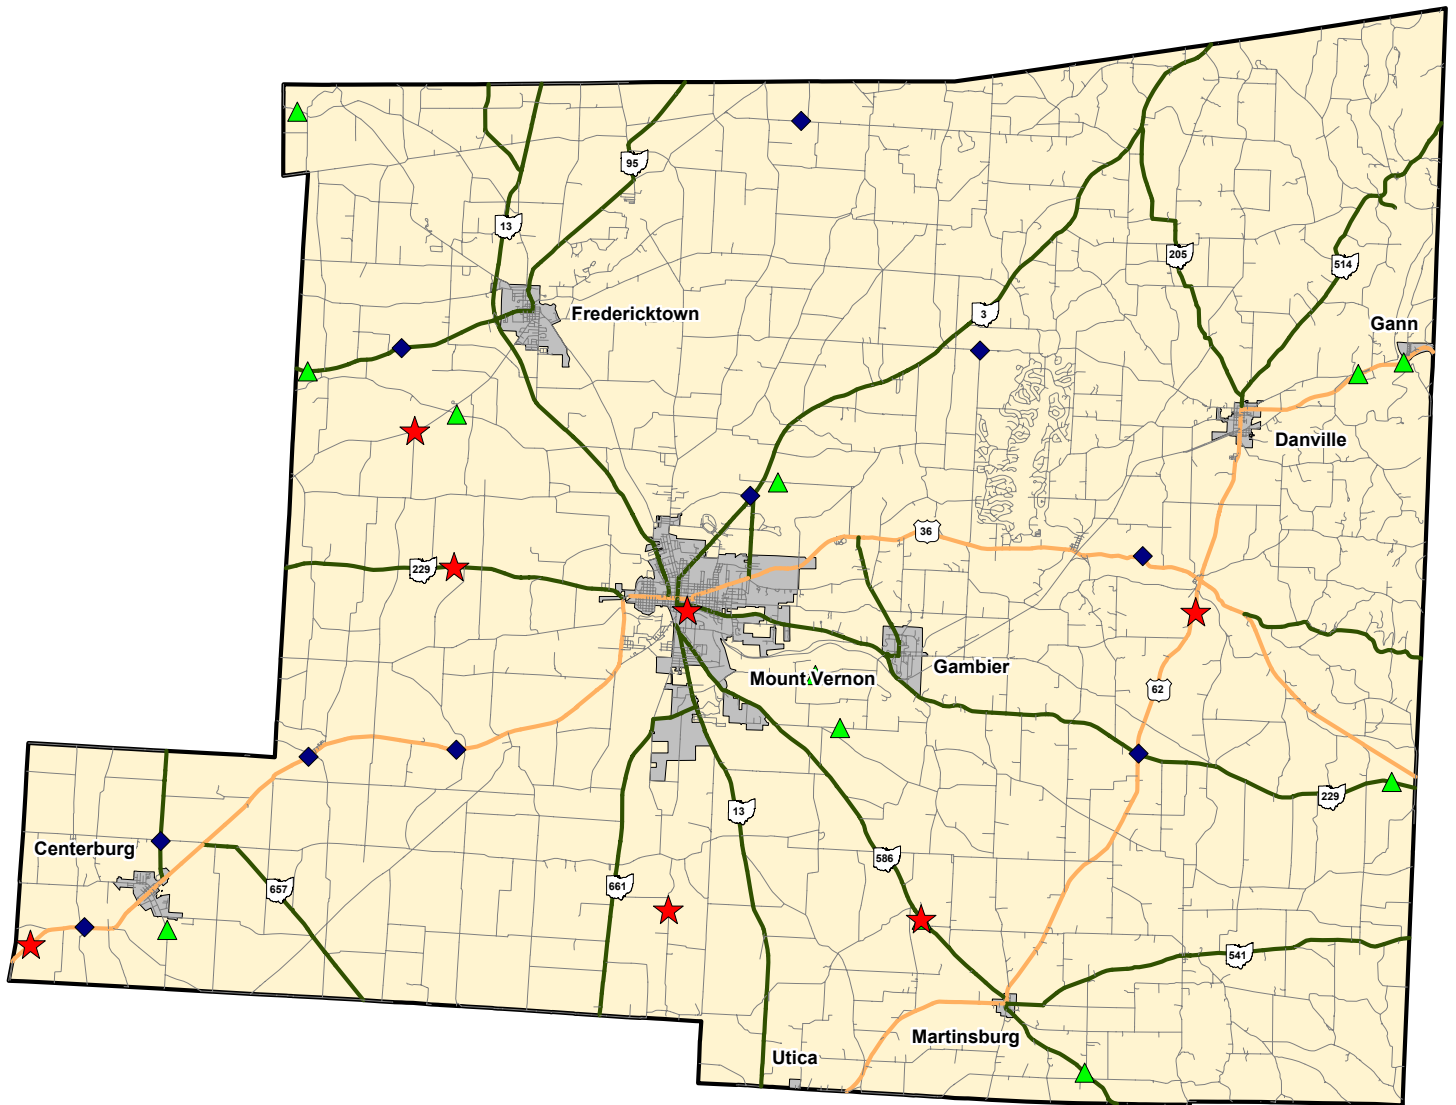 95
13
205
514
3
Fredericktown
Gann
Danville
36
229
Mount Vernon
Gambier
62
229
13
Centerburg
586
661
657
541
Martinsburg
Utica